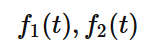 f₁(t), f₂(t)